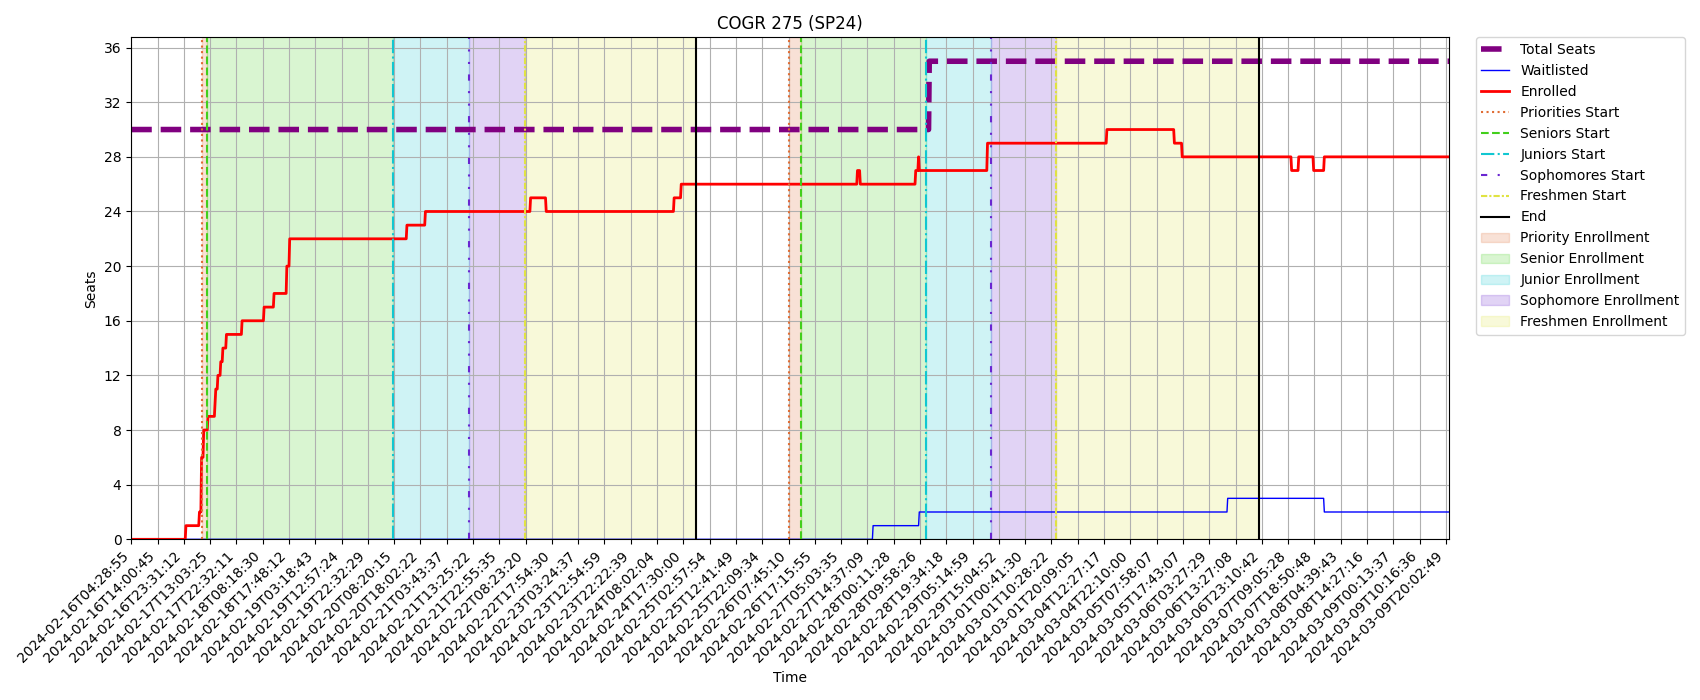 COGR 275 (SP24)
Seats
36
32
28
24
20
16
12
8
4
0
Total Seats
Waitlisted
Enrolled
Priorities Start
Seniors Start
Juniors Start
Sophomores Start
Freshmen Start
End
Priority Enrollment
Senior Enrollment
Junior Enrollment
Sophomore Enrollment
Freshmen Enrollment
2024-02-16T04:28:55
2024-02-16T14:00:45
2024-02-16T23:31:12
2024-02-17T13:03:25
2024-02-17T22:32:11
2024-02-18T08:18:30
2024-02-18T17:48:12
2024-02-19T03:18:43
2024-02-19T12:57:24
2024-02-19T22:32:29
2024-02-20T08:20:15
2024-02-20T18:02:22
2024-02-21T03:43:37
2024-02-21T13:25:22
2024-02-21T22:55:35
2024-02-22T08:23:20
2024-02-22T17:54:30
2024-02-23T03:24:37
2024-02-23T12:54:59
2024-02-23T22:22:39
2024-02-24T08:02:04
2024-02-24T17:30:00
2024-02-25T02:57:54
2024-02-25T12:41:49
2024-02-25T22:09:34
2024-02-26T07:45:10
2024-02-26T17:15:55
2024-02-27T05:03:35
2024-02-27T14:37:09
2024-02-28T00:11:28
2024-02-28T09:58:26
2024-02-28T19:34:18
2024-02-29T05:14:59
2024-02-29T15:04:52
2024-03-01T00:41:30
2024-03-01T10:28:22
2024-03-01T20:09:05
2024-03-04T12:27:17
2024-03-04T22:10:00
2024-03-05T07:58:07
2024-03-05T17:43:07
2024-03-06T03:27:29
2024-03-06T13:27:08
2024-03-06T23:10:42
2024-03-07T09:05:28
2024-03-07T18:50:48
2024-03-08T04:39:43
2024-03-08T14:27:16
2024-03-09T00:13:37
2024-03-09T10:16:36
2024-03-09T20:02:49
Time